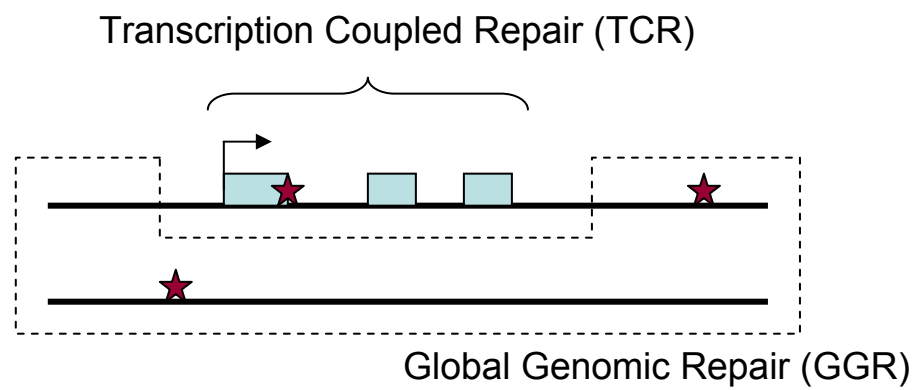 Transcription Coupled Repair (TCR)
Global Genomic Repair (GGR)